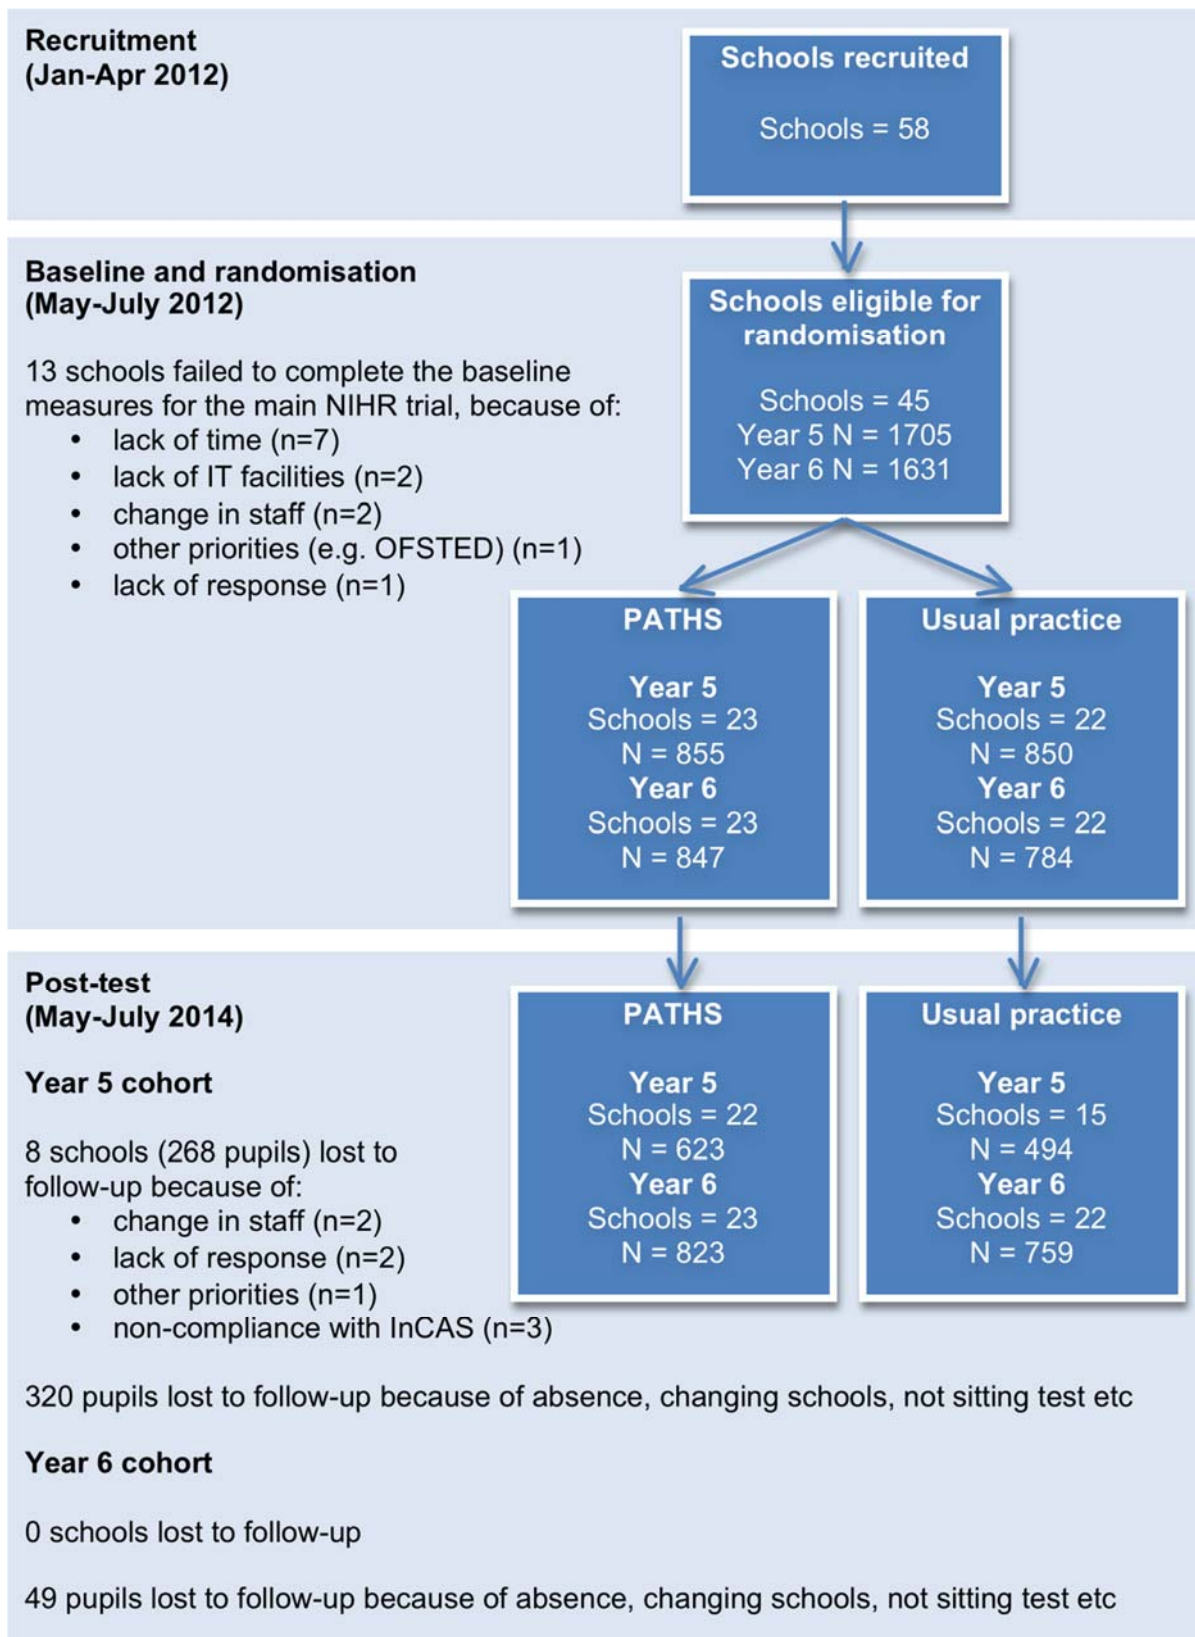 Recruitment
(Jan-Apr 2012)
Schools recruited
Schools = 58
Baseline and randomisation
(May-July 2012)
13 schools failed to complete the baseline
measures for the main NIHR trial, because of:
• lack of time (n=7)
• lack of IT facilities (n=2)
• change in staff (n=2)
• other priorities (e.g. OFSTED) (n=1)
• lack of response (n=1)
Schools eligible for
randomisation
Schools = 45
Year 5 N = 1705
Year 6 N = 1631
PATHS
Year 5
Schools = 23
N = 855
Year 6
Schools = 23
N = 847
Usual practice
Year 5
Schools = 22
N = 850
Year 6
Schools = 22
N = 784
Post-test
(May-July 2014)
Year 5 cohort
8 schools (268 pupils) lost to
follow-up because of:
• change in staff (n=2)
• lack of response (n=2)
• other priorities (n=1)
• non-compliance with InCAS (n=3)
PATHS
Year 5
Schools = 22
N = 623
Year 6
Schools = 23
N = 823
Usual practice
Year 5
Schools = 15
N = 494
Year 6
Schools = 22
N = 759
320 pupils lost to follow-up because of absence, changing schools, not sitting test etc
Year 6 cohort
0 schools lost to follow-up
49 pupils lost to follow-up because of absence, changing schools, not sitting test etc